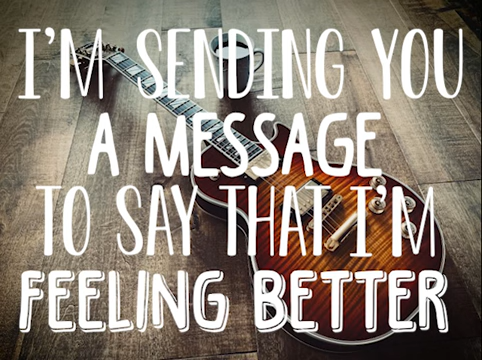 I'M SENDING YOU
A MESSAGE
TO SAY THAT I'M
FEELING BETTER